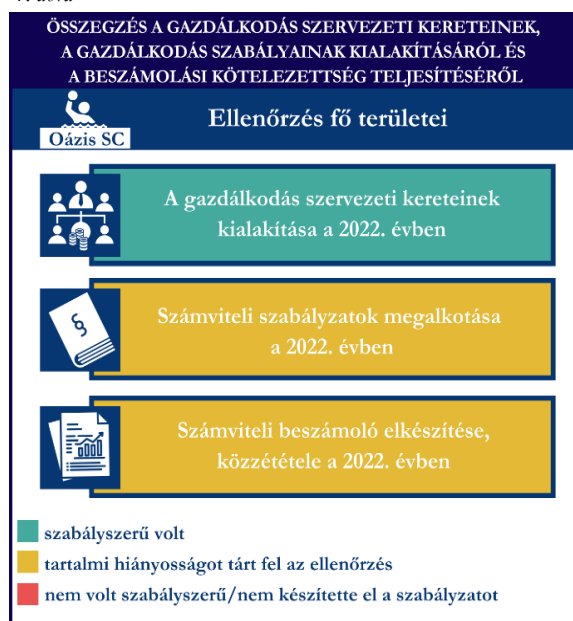 ÖSSZEGZÉS A GAZDÁLKODÁS SZERVEZETI KERETEINEK,
A GAZDÁLKODÁS SZABÁLYAINAK KIALAKÍTÁSÁRÓL ÉS
A BESZÁMOLÁSI KÖTELEZETTSÉG TELJESÍTÉSÉRŐL
Oázis SC
Ellenőrzés fő területei
A gazdálkodás szervezeti kereteinek
kialakítása a 2022. évben
§
Számviteli szabályzatok megalkotása
a 2022. évben
Számviteli beszámoló elkészítése,
közzététele a 2022. évben
szabályszerű volt
tartalmi hiányosságot tárt fel az ellenőrzés
nem volt szabályszerű/nem készítette el a szabályzatot